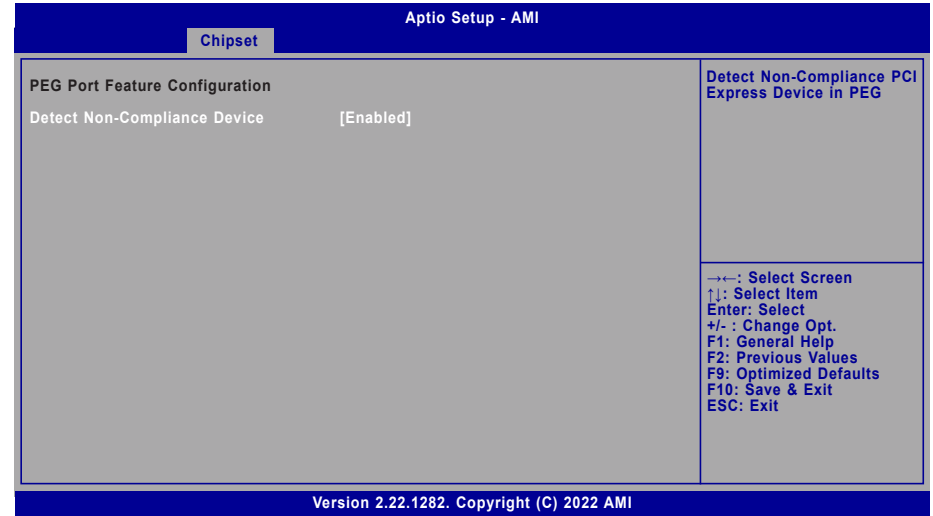 Aptio Setup - AMI
Chipset
PEG Port Feature Configuration
Detect Non-Compliance Device [Enabled]
Detect Non-Compliance PCI
Express Device in PEG
→←: Select Screen
↑↓: Select Item
Enter: Select
+/- : Change Opt.
F1: General Help
F2: Previous Values
F9: Optimized Defaults
F10: Save & Exit
ESC: Exit
Version 2.22.1282. Copyright (C) 2022 AMI